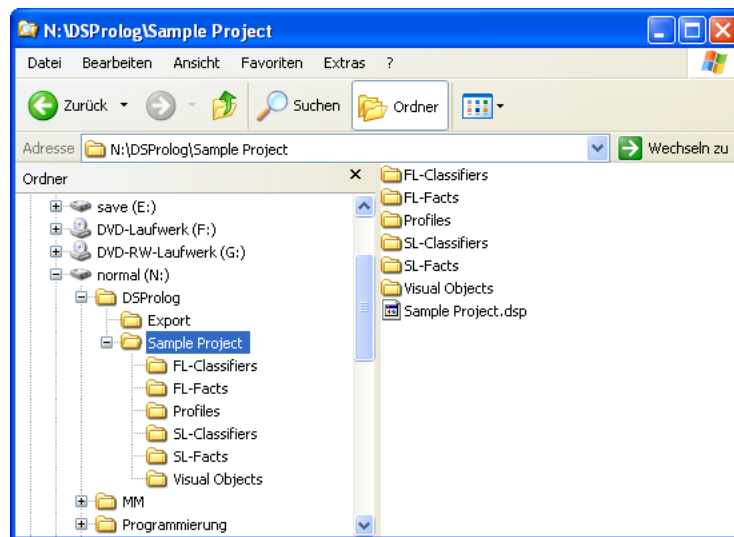 N:\DSProlog\Sample Project
Datei Bearbeiten Ansicht Favoriten Extras ?
Zurück Suchen Ordner
Adresse N:\DSProlog\Sample Project Wechseln zu
Ordner x
save (E:)
DVD-Laufwerk (F:)
DVD-RW-Laufwerk (G:)
normal (N:)
DSProlog
Export
Sample Project
FL-Classifiers
FL-Facts
Profiles
SL-Classifiers
SL-Facts
Visual Objects
MM
Programmierung
FL-Classifiers
FL-Facts
Profiles
SL-Classifiers
SL-Facts
Visual Objects
Sample Project.dsp